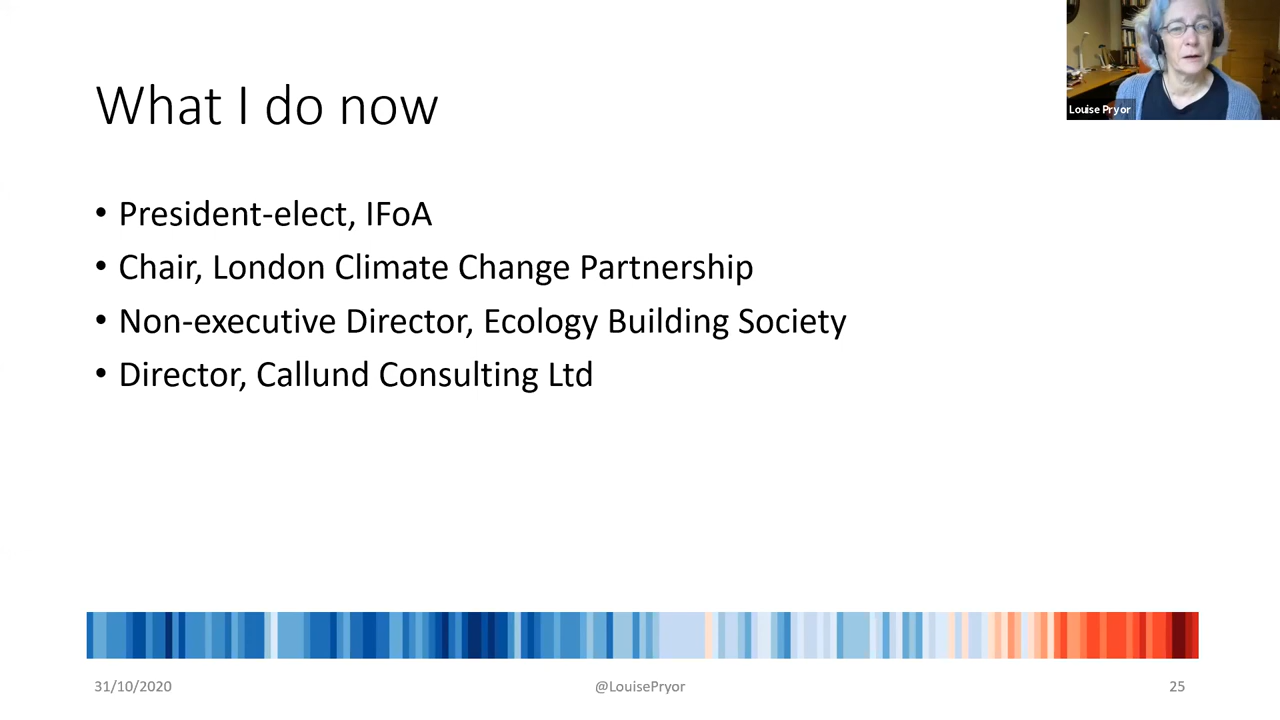 What I do now
Louise Pryor
• President-elect, IFoA
• Chair, London Climate Change Partnership
• Non-executive Director, Ecology Building Society
• Director, Callund Consulting Ltd
31/10/2020
@LouisePryor
25